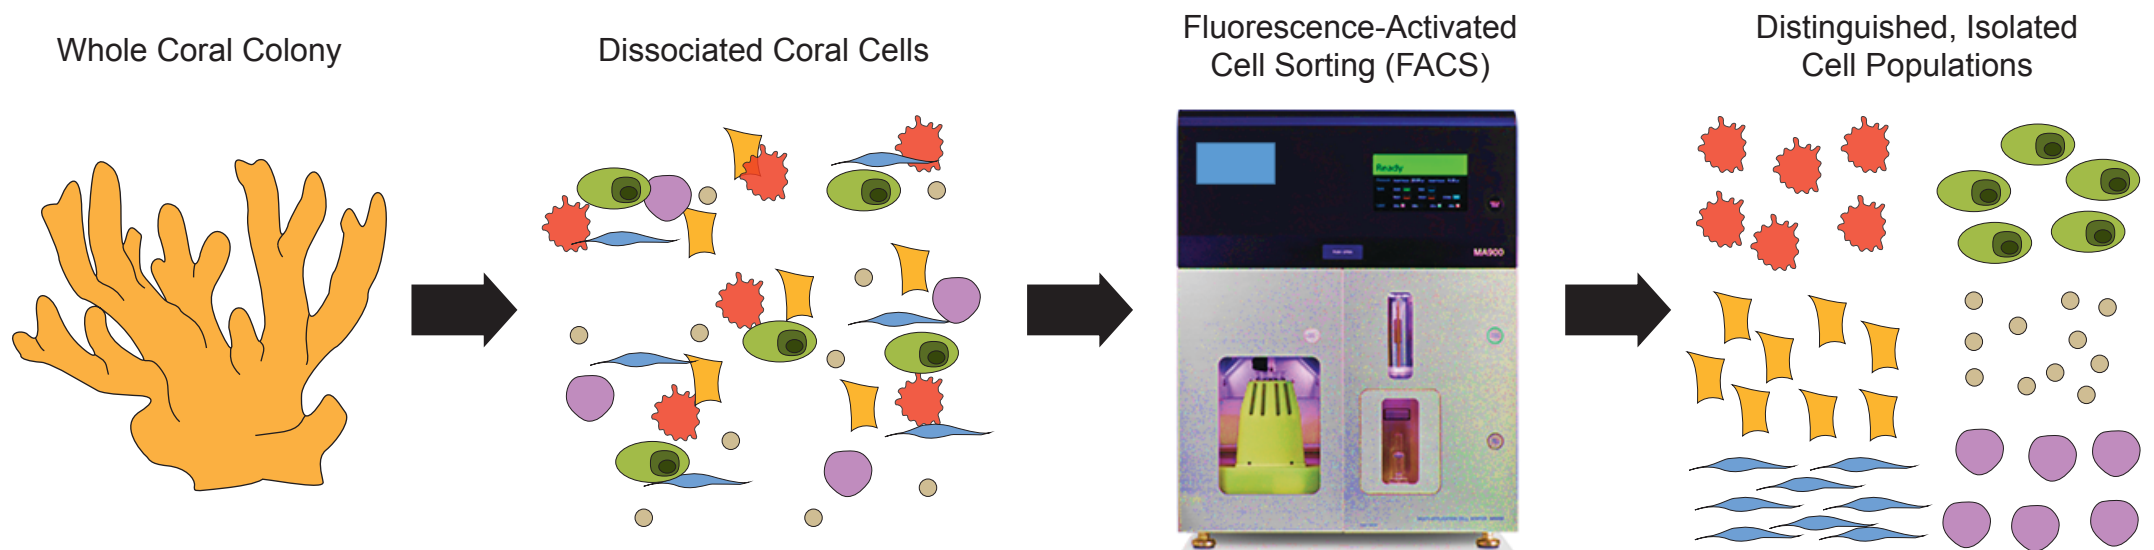 Whole Coral Colony
Dissociated Coral Cells
Fluorescence-Activated
Cell Sorting (FACS)
Distinguished, Isolated
Cell Populations
Ready
MA900